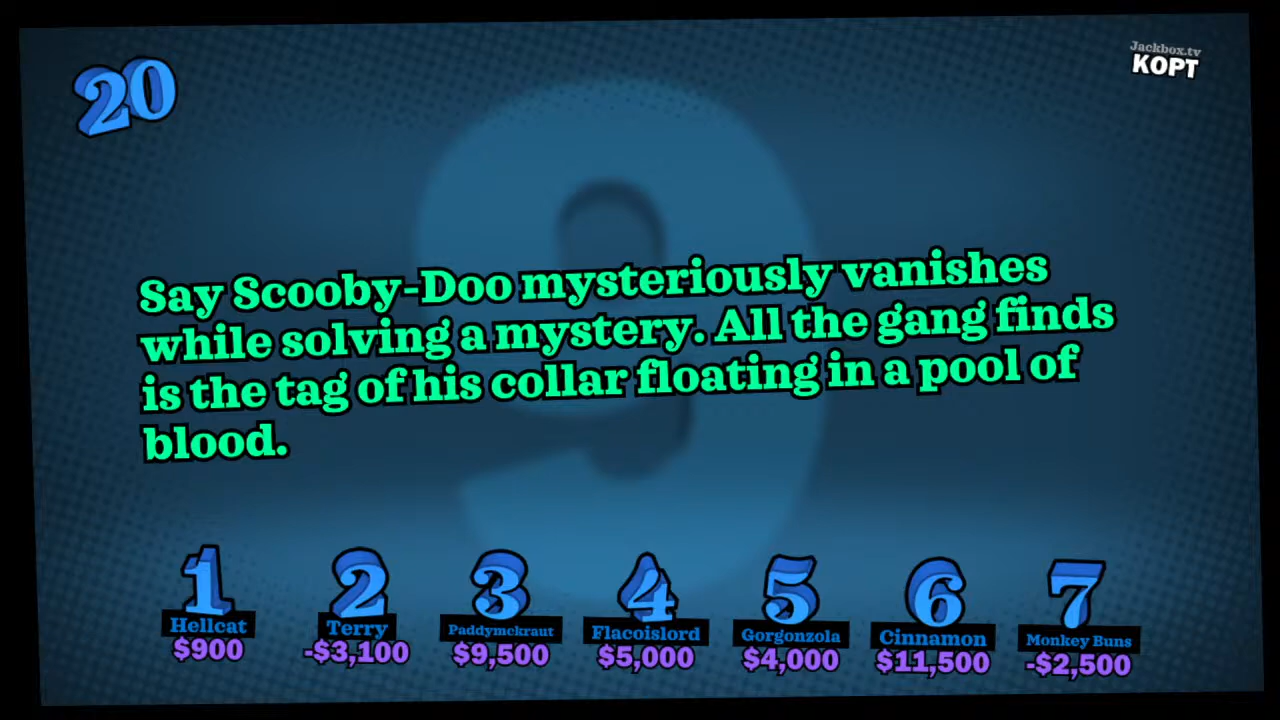 20
Jackbox.tv
KOPT
9
Say Scooby-Doo mysteriously vanishes
while solving a mystery. All the gang finds
is the tag of his collar floating in a pool of
blood.
1 2 3 4 5 6 7
Hellcat Terry Paddymckraut Flacoislord Gorgonzola Cinnamon Monkey Buns
$900 -$3,100 $9,500 $5,000 $4,000 $11,500 -$2,500